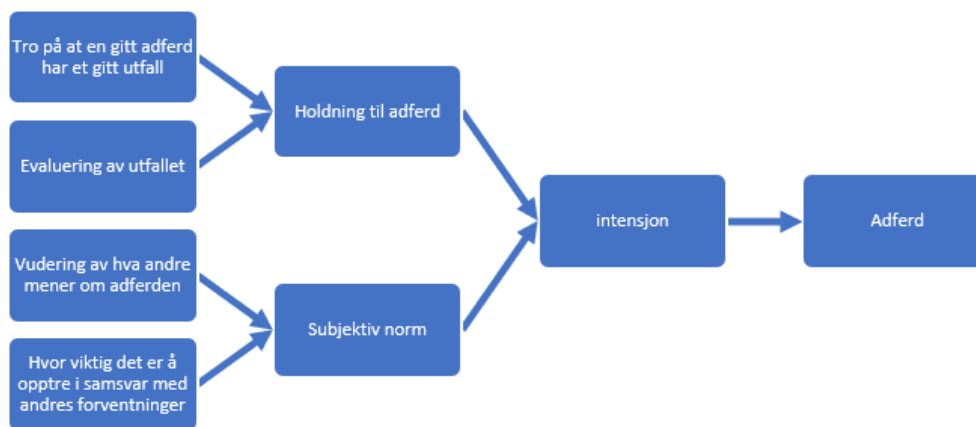 Tro på at en gitt adferd
har et gitt utfall
Holdning til adferd
Evaluering av utfallet
intensjon
Adferd
Vudering av hva andre
mener om adferden
Subjektiv norm
Hvor viktig det er å
opptre i samsvar med
andres forventninger